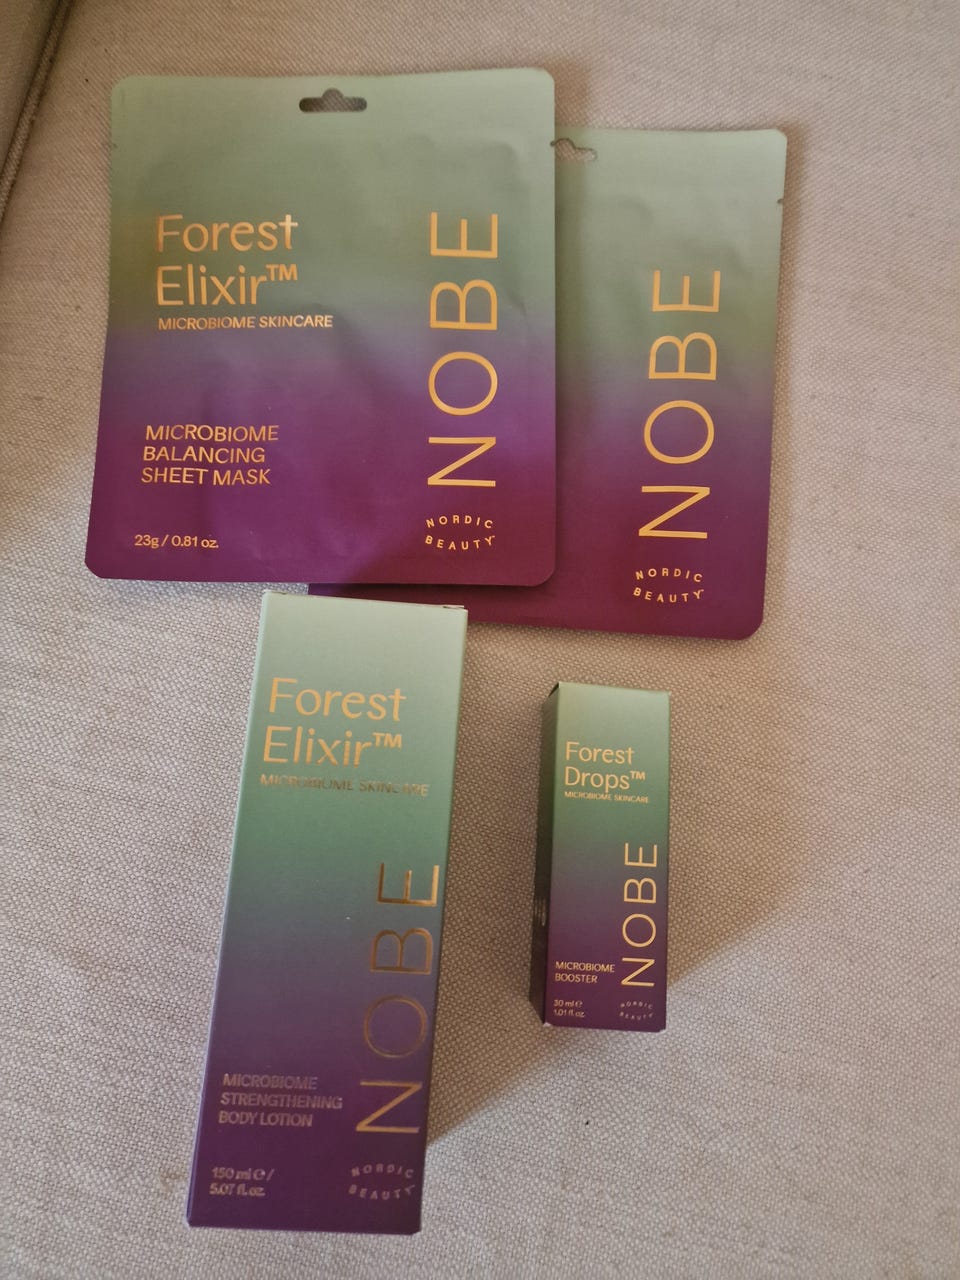 Forest
Elixir™
MICROBIOME SKINCARE
MICROBIOME
BALANCING
SHEET MASK
23g / 0.81 oz.
NOBE
NORDIC
BEAUTY
NOBE
NORDIC
BEAUTY
Forest
Elixir™
MICROBIOME SKINCARE
NOBE
MICROBIOME
STRENGTHENING
BODY LOTION
150 ml ℮ /
5.07 fl. oz.
NORDIC
BEAUTY
Forest
Drops™
MICROBIOME SKINCARE
NOBE
MICROBIOME
BOOSTER
30 ml ℮
1.01 fl. oz.
NORDIC
BEAUTY